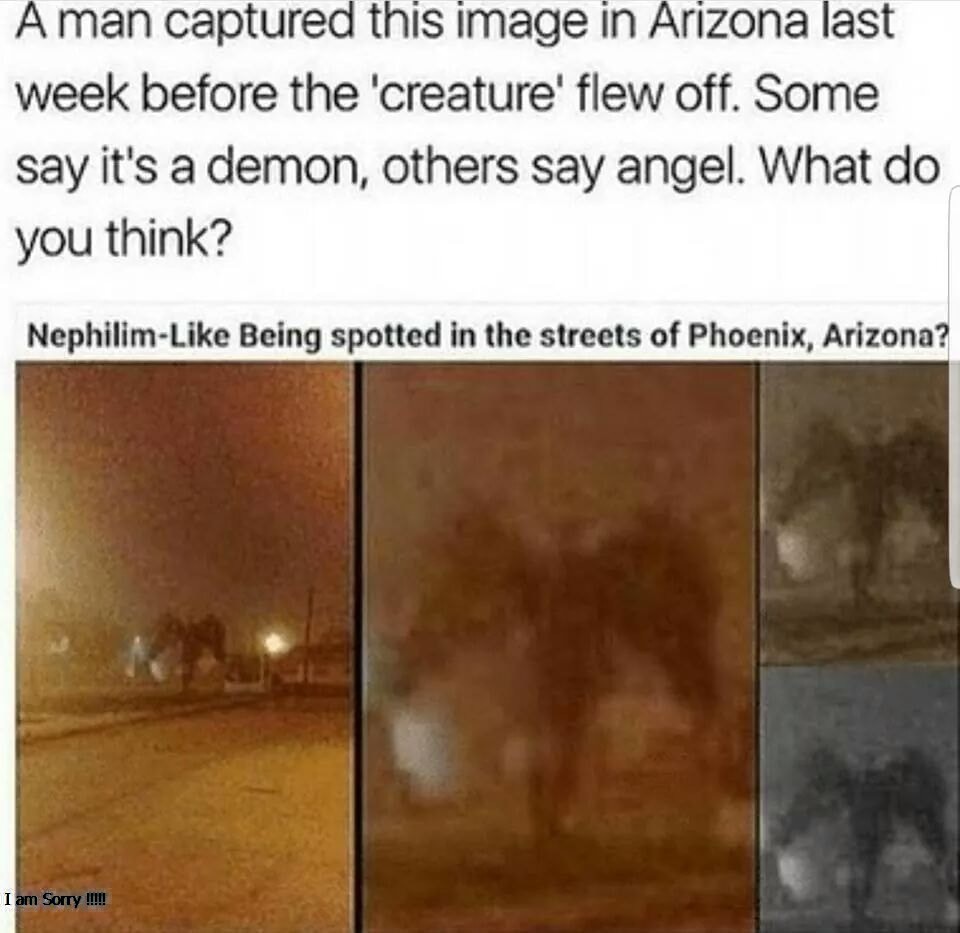 A man captured this image in Arizona last
week before the 'creature' flew off. Some
say it's a demon, others say angel. What do
you think?
Nephilim-Like Being spotted in the streets of Phoenix, Arizona?
I am Sorry !!!!!